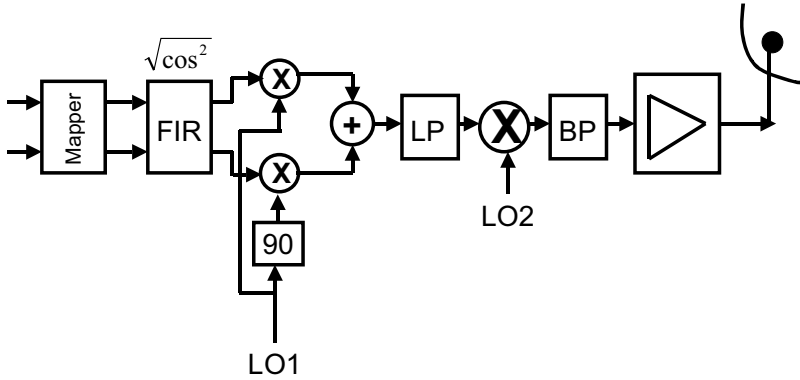 √cos²
Mapper
FIR
X
X
+
LP
X
BP
90
LO2
LO1